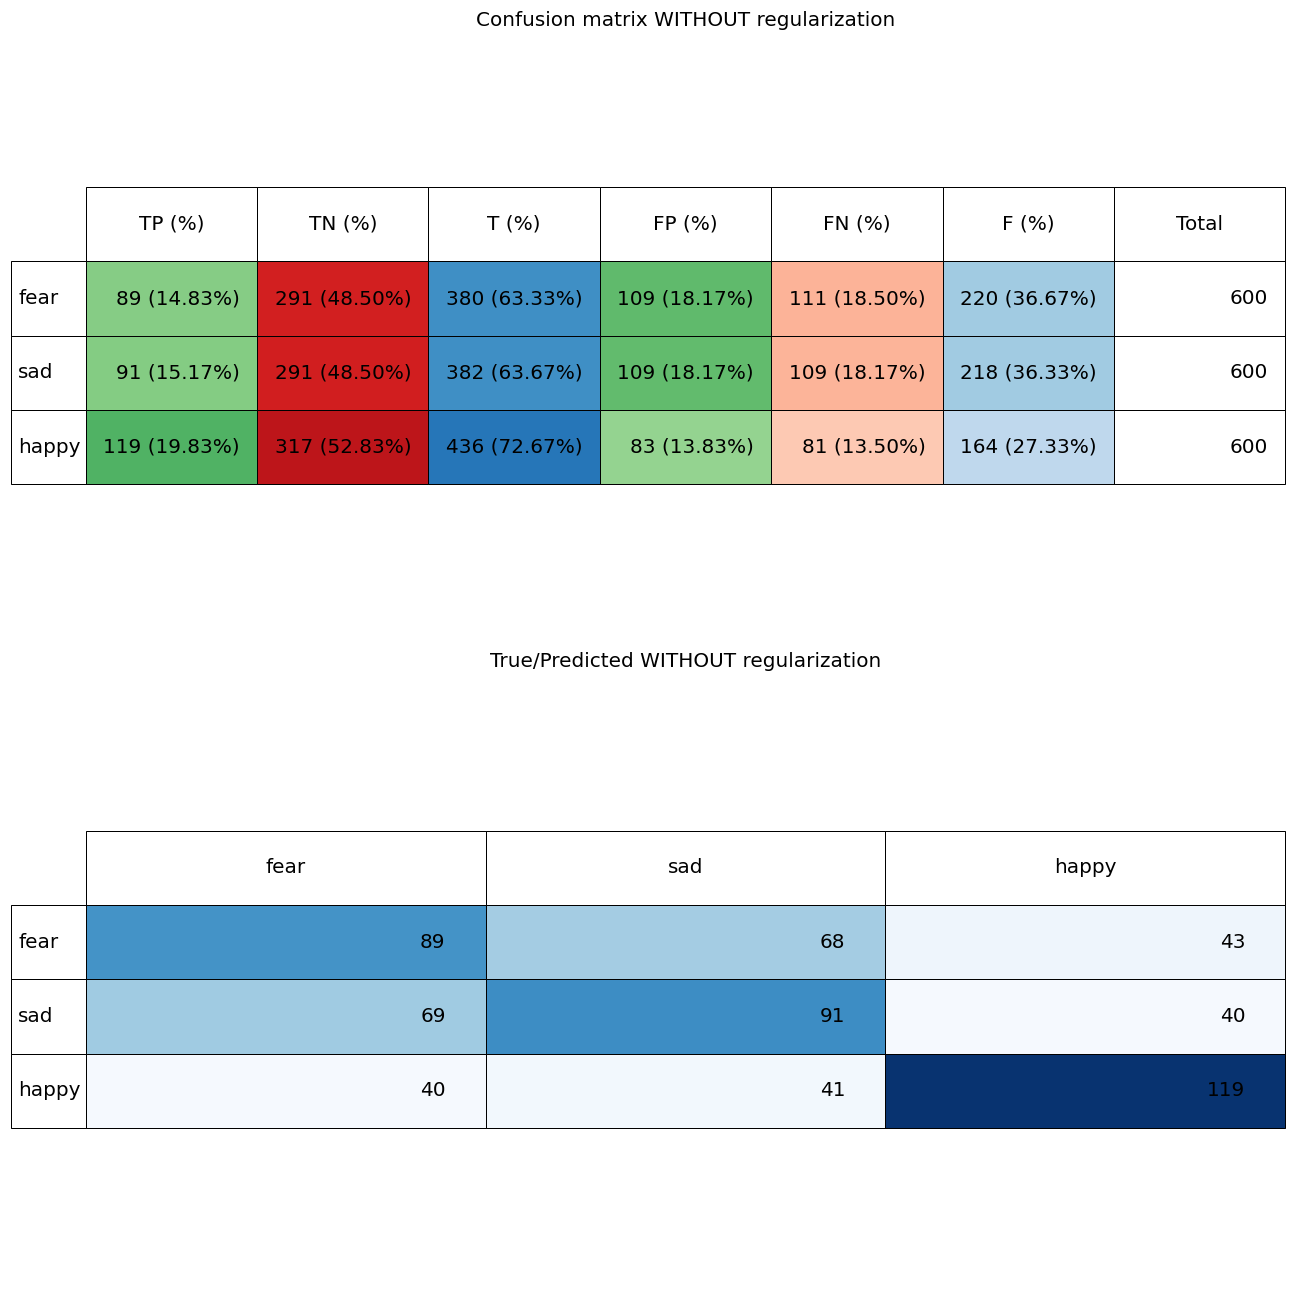 Confusion matrix WITHOUT regularization
TP (%) TN (%) T (%) FP (%) FN (%) F (%) Total
fear 89 (14.83%) 291 (48.50%) 380 (63.33%) 109 (18.17%) 111 (18.50%) 220 (36.67%) 600
sad 91 (15.17%) 291 (48.50%) 382 (63.67%) 109 (18.17%) 109 (18.17%) 218 (36.33%) 600
happy 119 (19.83%) 317 (52.83%) 436 (72.67%) 83 (13.83%) 81 (13.50%) 164 (27.33%) 600
True/Predicted WITHOUT regularization
fear sad happy
fear 89 68 43
sad 69 91 40
happy 40 41 119